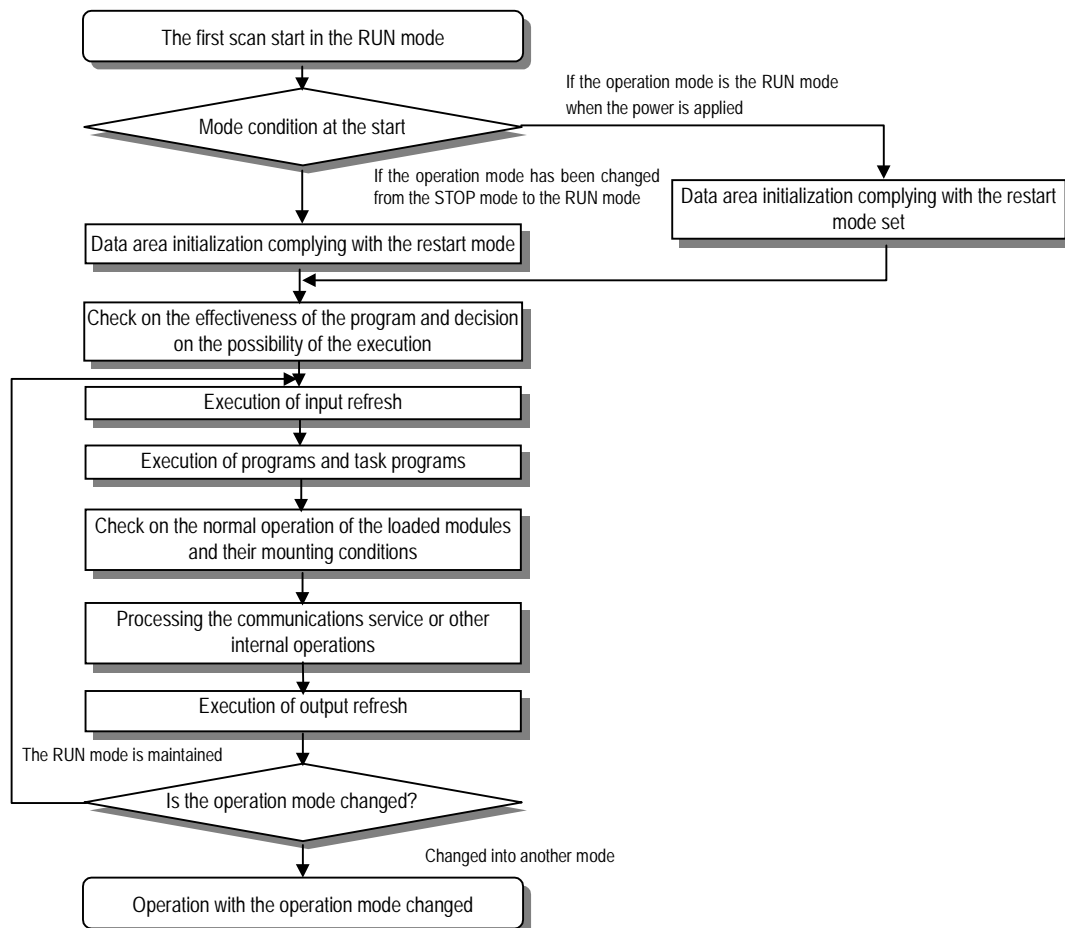 The first scan start in the RUN mode
If the operation mode is the RUN mode
when the power is applied
Mode condition at the start
If the operation mode has been changed
from the STOP mode to the RUN mode
Data area initialization complying with the restart
mode set
Data area initialization complying with the restart mode
Check on the effectiveness of the program and decision
on the possibility of the execution
Execution of input refresh
Execution of programs and task programs
Check on the normal operation of the loaded modules
and their mounting conditions
Processing the communications service or other
internal operations
Execution of output refresh
The RUN mode is maintained
Is the operation mode changed?
Changed into another mode
Operation with the operation mode changed